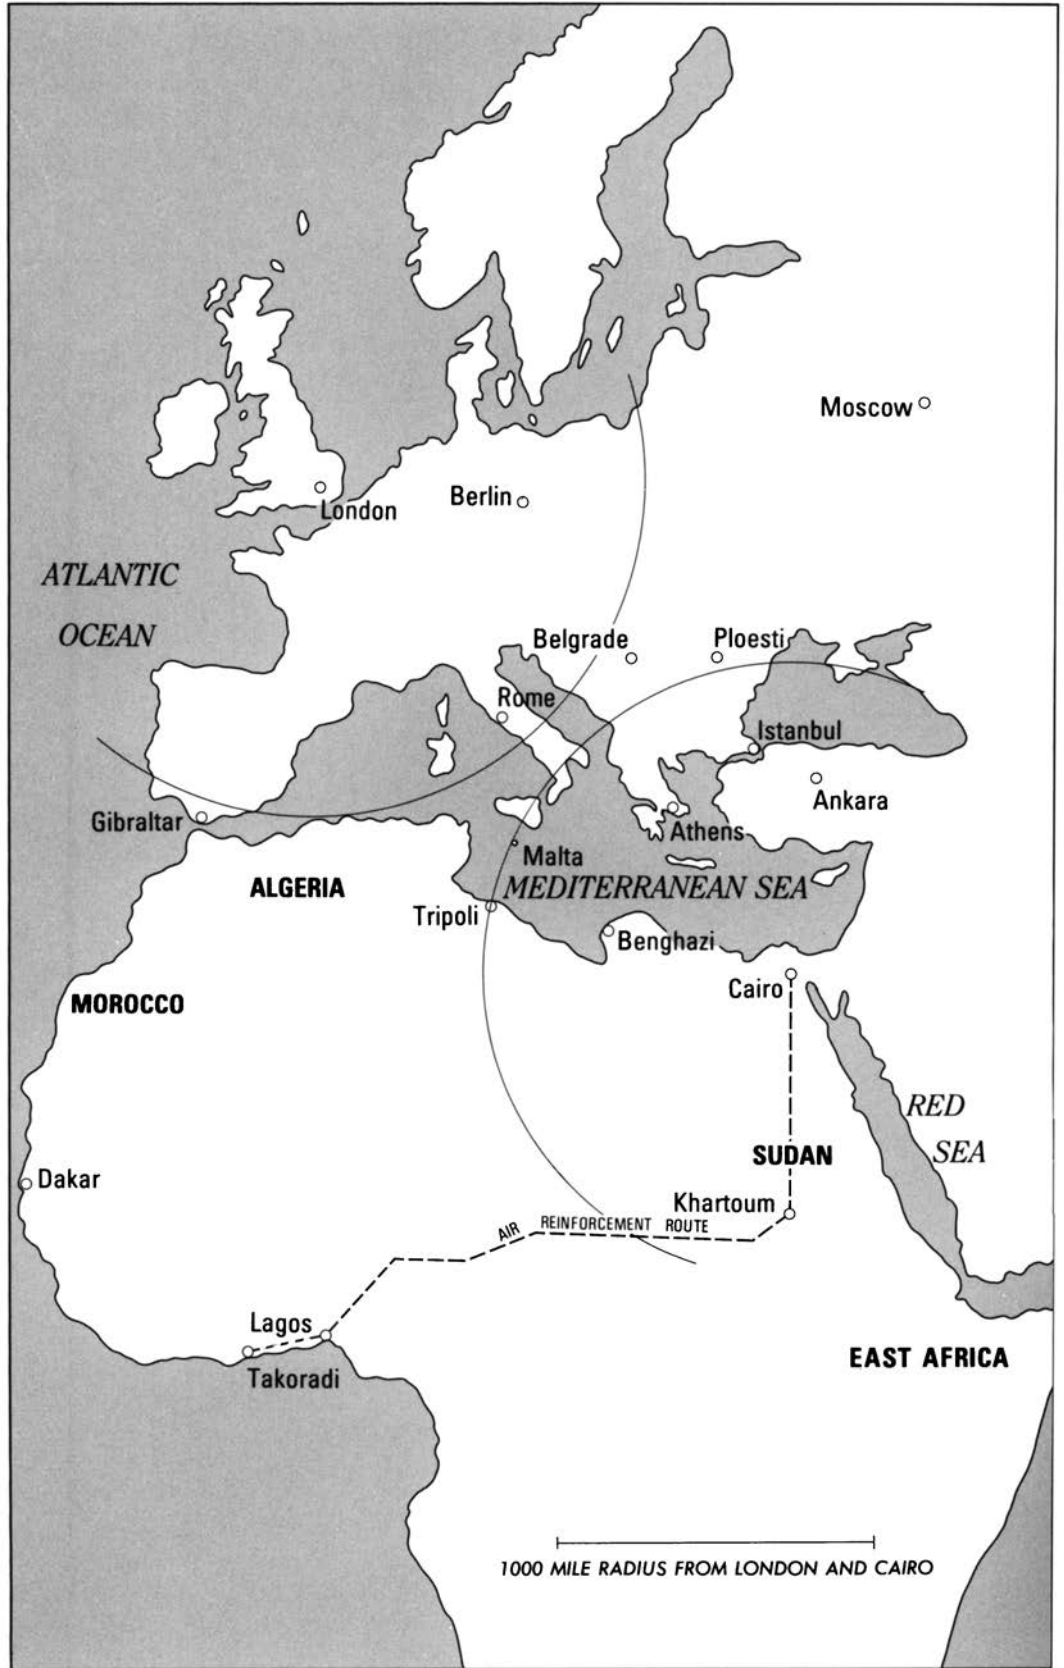 Moscow
London
Berlin
ATLANTIC
OCEAN
Belgrade
Ploesti
Rome
Istanbul
Ankara
Gibraltar
Athens
Malta
ALGERIA
MEDITERRANEAN SEA
Tripoli
Benghazi
Cairo
MOROCCO
RED
SEA
SUDAN
Dakar
Khartoum
AIR REINFORCEMENT ROUTE
Lagos
Takoradi
EAST AFRICA
1000 MILE RADIUS FROM LONDON AND CAIRO